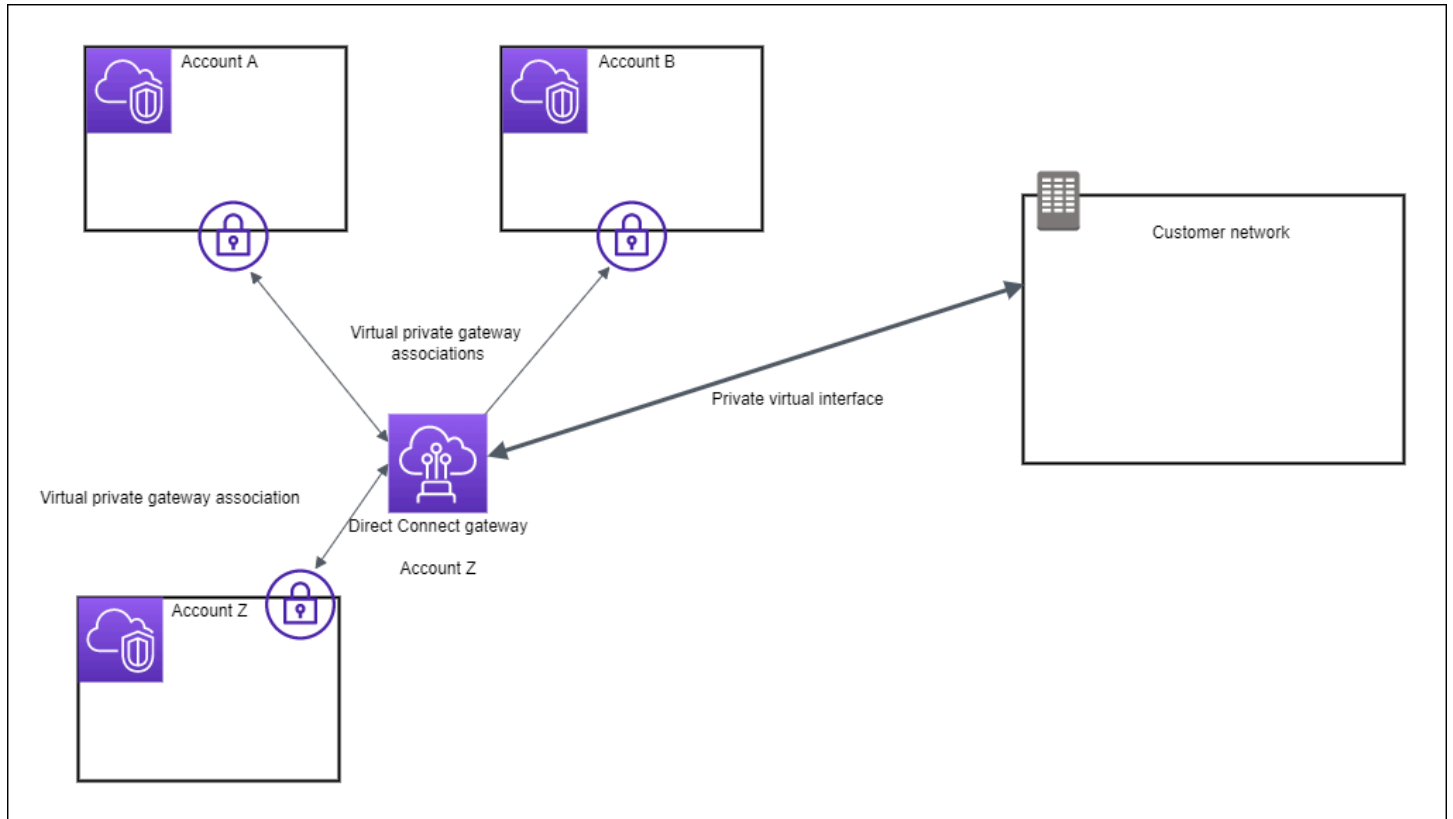 Account A
Account B
Customer network
Virtual private gateway
associations
Private virtual interface
Virtual private gateway association
Direct Connect gateway
Account Z
Account Z